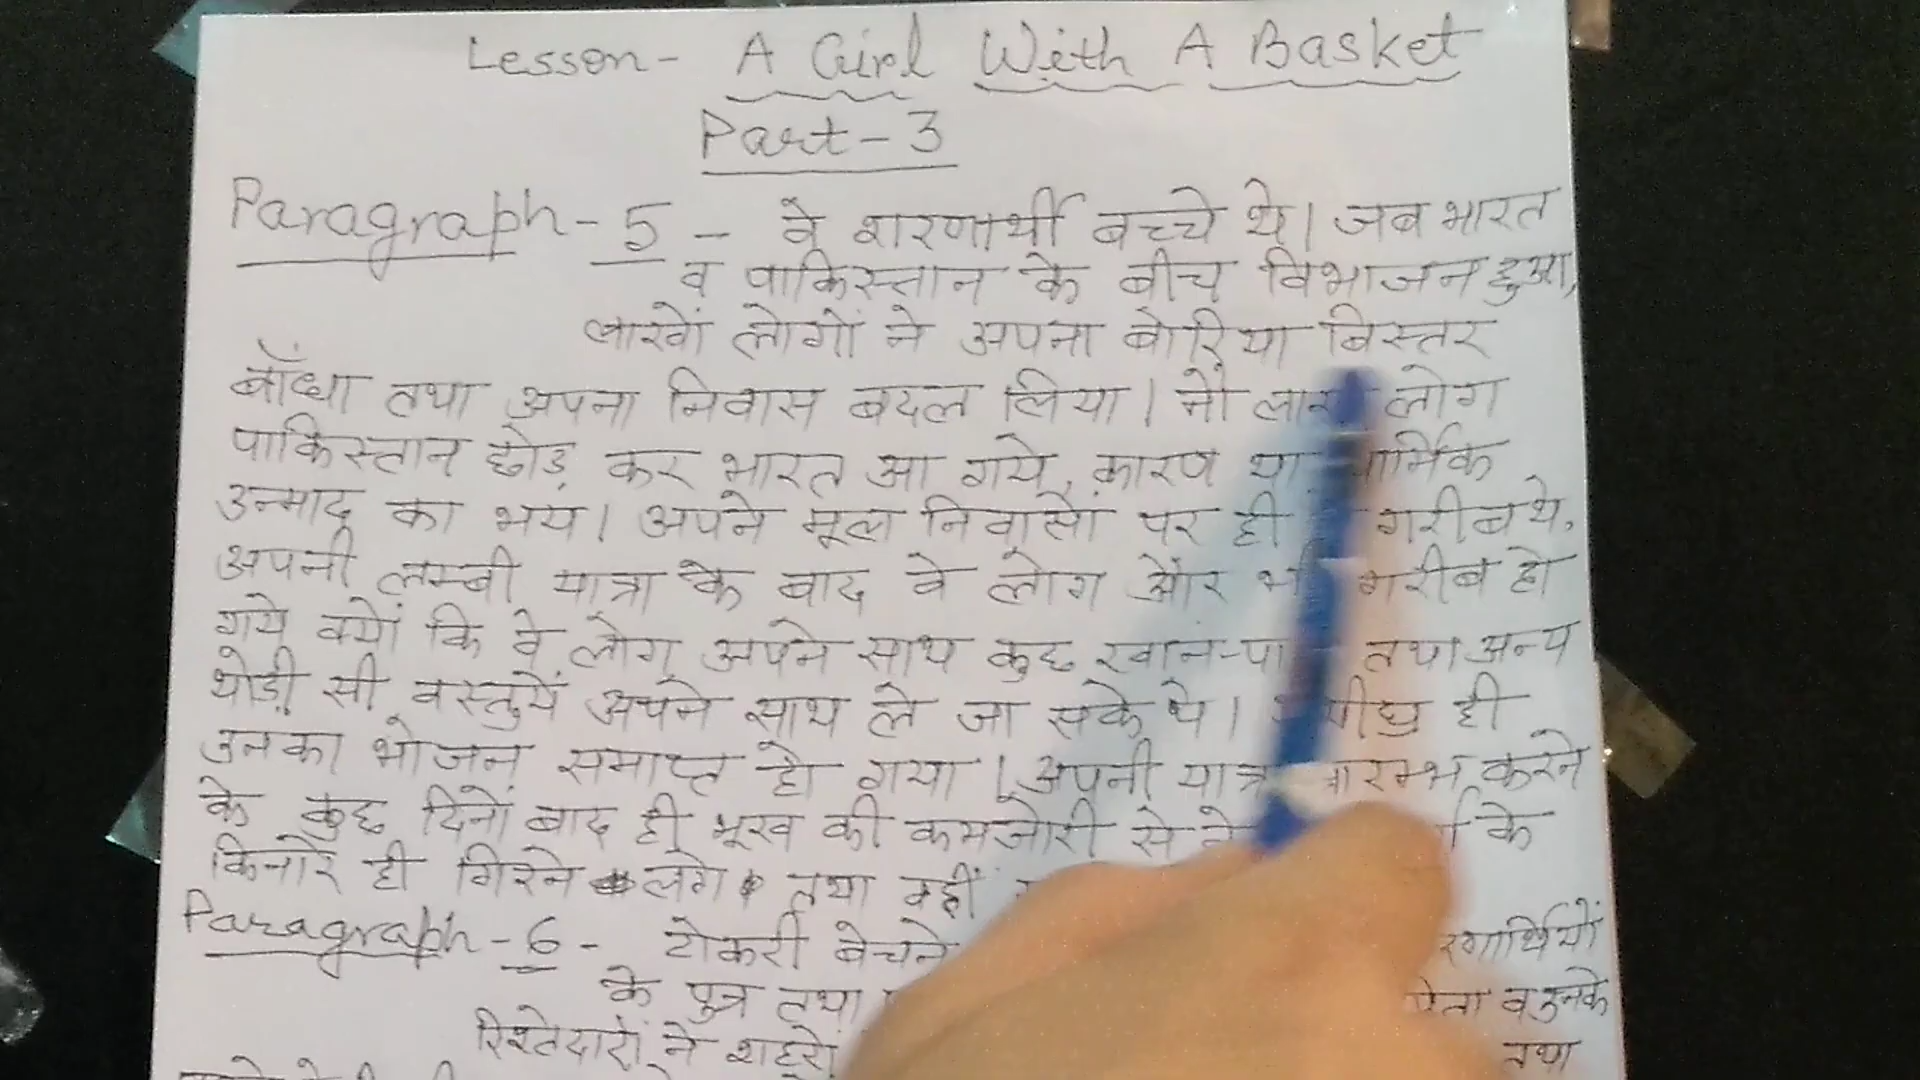 Lesson- A Girl With A Basket
Part-3
Paragraph-5 - वे शरणार्थी बच्चे थे। जब भारत
व पाकिस्तान के बीच विभाजन हुआ,
लाखों लोगों ने अपना बोरिया बिस्तर
बाँधा तथा अपना निवास बदल लिया। नौ लोग
पाकिस्तान छोड़ कर भारत आ गये, कारण था
उन्माद का भय। अपने मूल निवासों पर ही गरीब थे,
अपनी लम्बी यात्रा के बाद वे लोग और गरीब हो
गये क्यों कि वे लोग अपने साथ कुछ खान- तथा अन्य
थोड़ी सी वस्तुयें अपने साथ ले जा सके थे। ही
उनका भोजन समाप्त हो गया। अपनी करने
के कुछ दिनों बाद ही भूख की कमजोरी से के
किनारे ही गिरने लगे तथा वहीं
Paragraph-6- टोकरी बेचने
के पुत्र तथा व उनके
रिश्तेदारों ने तथा